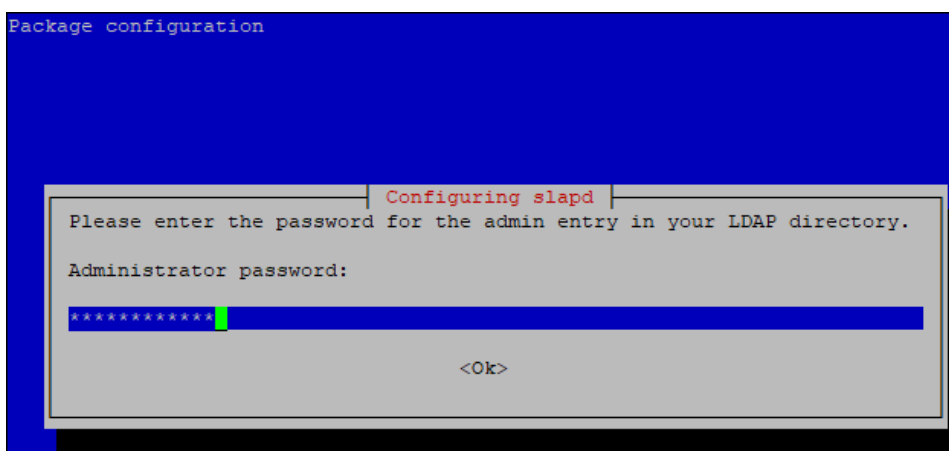 Package configuration
Configuring slapd
Please enter the password for the admin entry in your LDAP directory.
Administrator password:
************
<Ok>